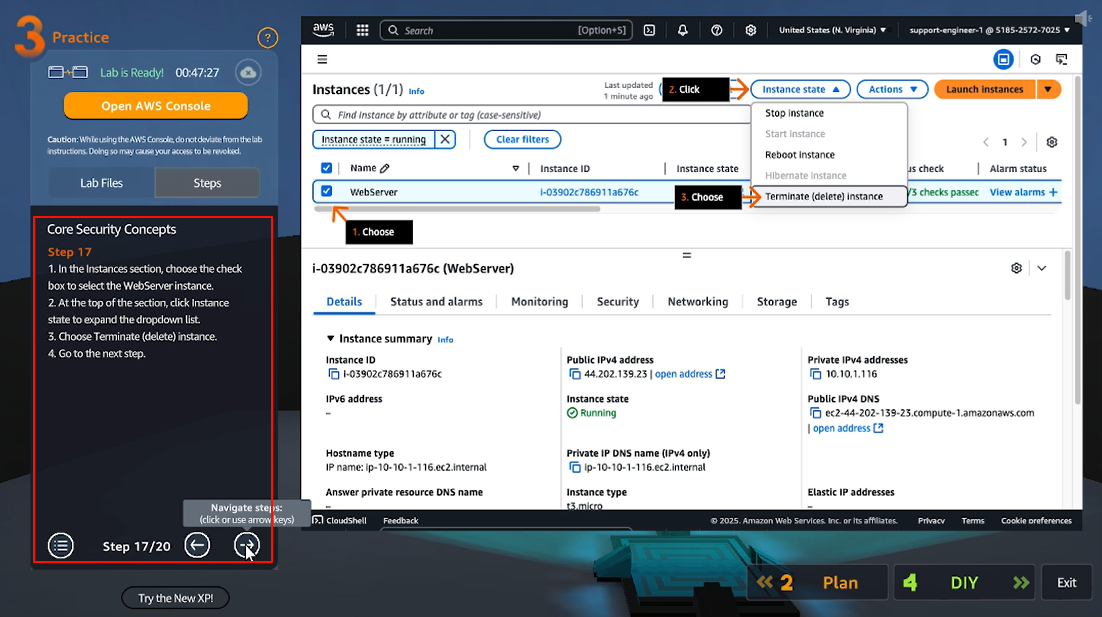 3 Practice
?
Lab is Ready! 00:47:27
Open AWS Console
Caution: While using the AWS Console, do not deviate from the lab
instructions. Doing so may cause your access to be revoked.
Lab Files
Steps
Core Security Concepts
Step 17
1. In the Instances section, choose the check
box to select the WebServer instance.
2. At the top of the section, click Instance
state to expand the dropdown list.
3. Choose Terminate (delete) instance.
4. Go to the next step.
Navigate steps:
(click or use arrow keys)
Step 17/20
Try the New XP!
aws
Search
[Option+S]
United States (N. Virginia)
support-engineer-1 @ 5185-2572-7025
Instances (1/1) Info
Last updated
1 minute ago
2. Click
Instance state
Actions
Launch instances
Find Instance by attribute or tag (case-sensitive)
Instance state = running
Clear filters
1
Stop instance
Start instance
Reboot instance
Hibernate instance
Terminate (delete) instance
3. Choose
Name
Instance ID
Instance state
check
Alarm status
WebServer
i-03902c786911a676c
/3 checks passec
View alarms +
1. Choose
i-03902c786911a676c (WebServer)
Details
Status and alarms
Monitoring
Security
Networking
Storage
Tags
Instance summary Info
Instance ID
i-03902c786911a676c
Public IPv4 address
44.202.139.23 | open address
Private IPv4 addresses
10.10.1.116
IPv6 address
–
Instance state
Running
Public IPv4 DNS
ec2-44-202-139-23.compute-1.amazonaws.com
| open address
Hostname type
IP name: ip-10-10-1-116.ec2.internal
Private IP DNS name (IPv4 only)
ip-10-10-1-116.ec2.internal
Answer private resource DNS name
–
Instance type
t3.micro
Elastic IP addresses
–
CloudShell
Feedback
© 2025, Amazon Web Services, Inc. or its affiliates.
Privacy
Terms
Cookie preferences
2 Plan
4 DIY
Exit